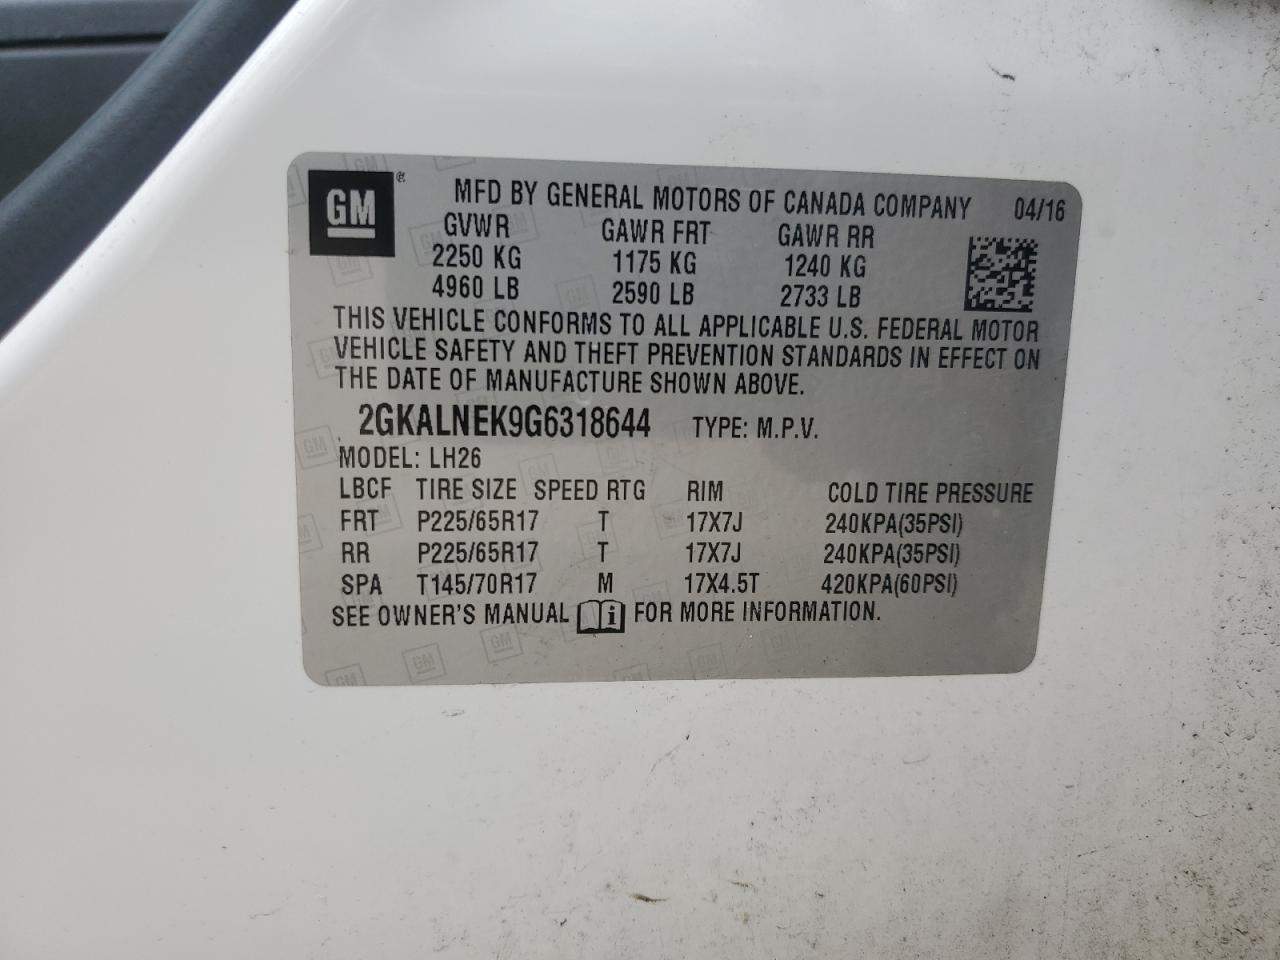 GM ®
MFD BY GENERAL MOTORS OF CANADA COMPANY 04/16
GVWR GAWR FRT GAWR RR
2250 KG 1175 KG 1240 KG
4960 LB 2590 LB 2733 LB
THIS VEHICLE CONFORMS TO ALL APPLICABLE U.S. FEDERAL MOTOR
VEHICLE SAFETY AND THEFT PREVENTION STANDARDS IN EFFECT ON
THE DATE OF MANUFACTURE SHOWN ABOVE.
2GKALNEK9G6318644 TYPE: M.P.V.
MODEL: LH26
LBCF TIRE SIZE SPEED RTG RIM COLD TIRE PRESSURE
FRT P225/65R17 T 17X7J 240KPA(35PSI)
RR P225/65R17 T 17X7J 240KPA(35PSI)
SPA T145/70R17 M 17X4.5T 420KPA(60PSI)
SEE OWNER'S MANUAL i FOR MORE INFORMATION.